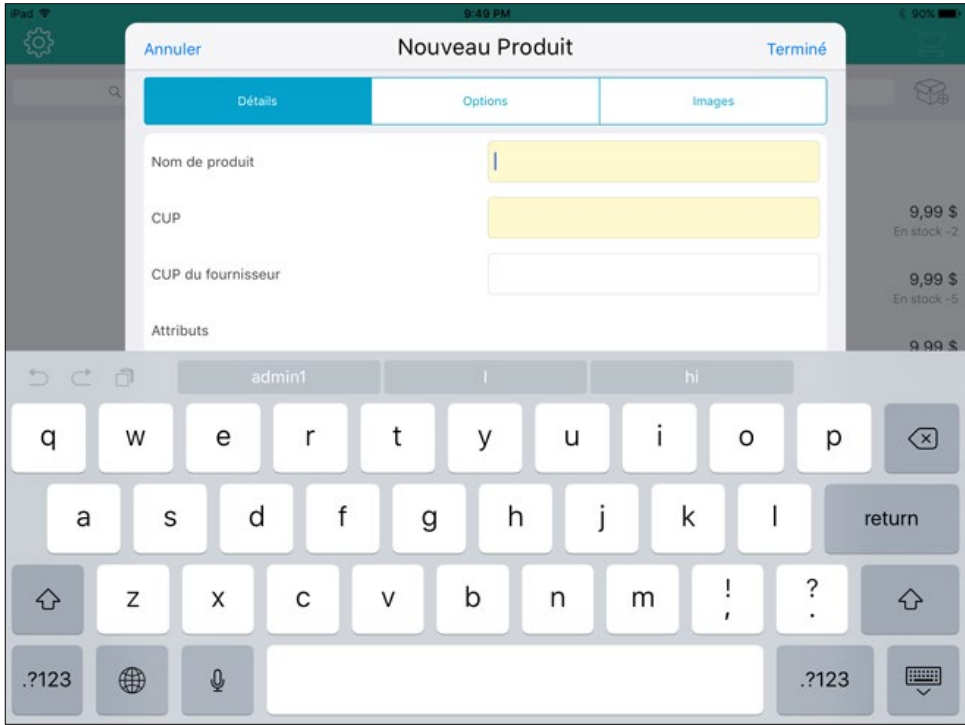 iPad 9:49 PM 90%
Annuler Nouveau Produit Terminé
Détails Options Images
Nom de produit
CUP
9,99 $
En stock -2
CUP du fournisseur
9,99 $
En stock -5
Attributs
9,99 $
admin1 I hi
q w e r t y u i o p
a s d f g h j k l return
z x c v b n m ! , ? .
.?123 .?123